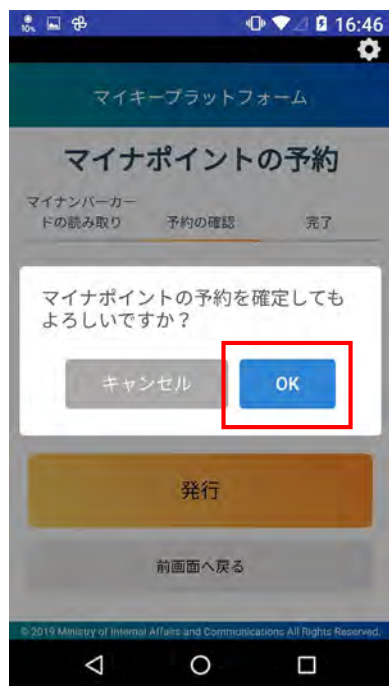 10%
16:46
マイキープラットフォーム
マイナポイントの予約
マイナンバーカー
ドの読み取り
予約の確認
完了
マイナポイントの予約を確定しても
よろしいですか？
キャンセル
OK
発行
前画面へ戻る
© 2019 Ministry of Internal Affairs and Communications All Rights Reserved.